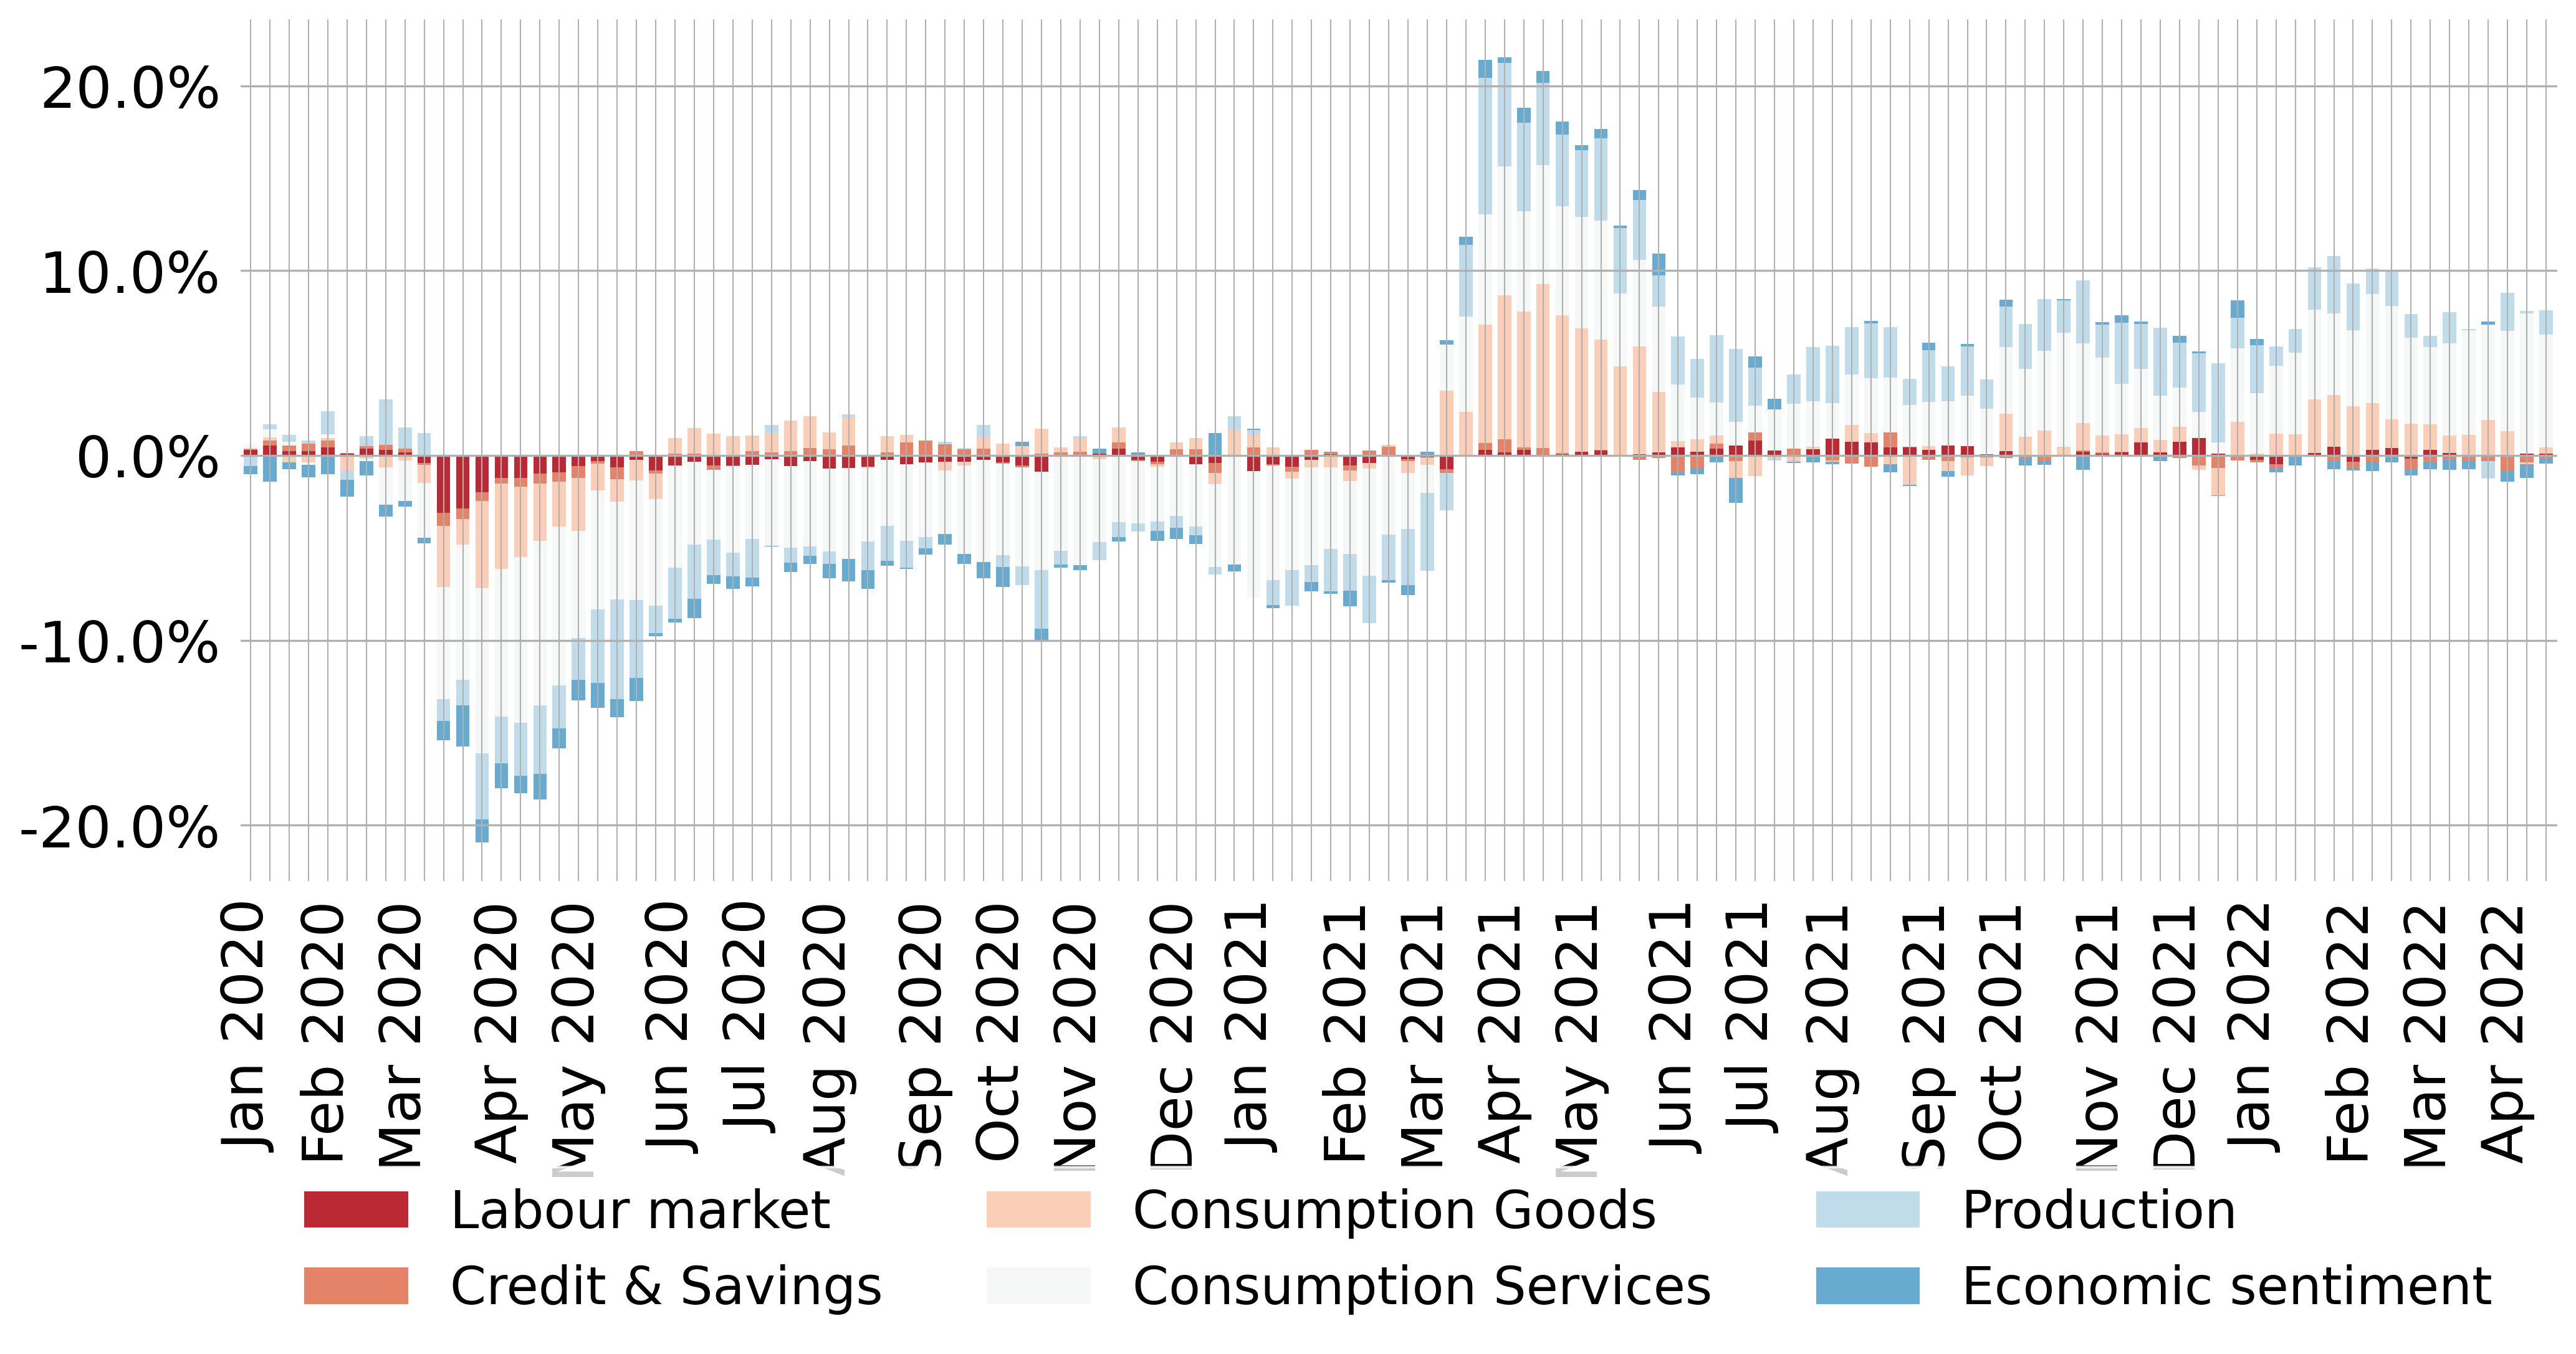 20.0%
10.0%
0.0%
-10.0%
-20.0%
Jan 2020
Feb 2020
Mar 2020
Apr 2020
May 2020
Jun 2020
Jul 2020
Aug 2020
Sep 2020
Oct 2020
Nov 2020
Dec 2020
Jan 2021
Feb 2021
Mar 2021
Apr 2021
May 2021
Jun 2021
Jul 2021
Aug 2021
Sep 2021
Oct 2021
Nov 2021
Dec 2021
Jan 2022
Feb 2022
Mar 2022
Apr 2022
Labour market
Credit & Savings
Consumption Goods
Consumption Services
Production
Economic sentiment